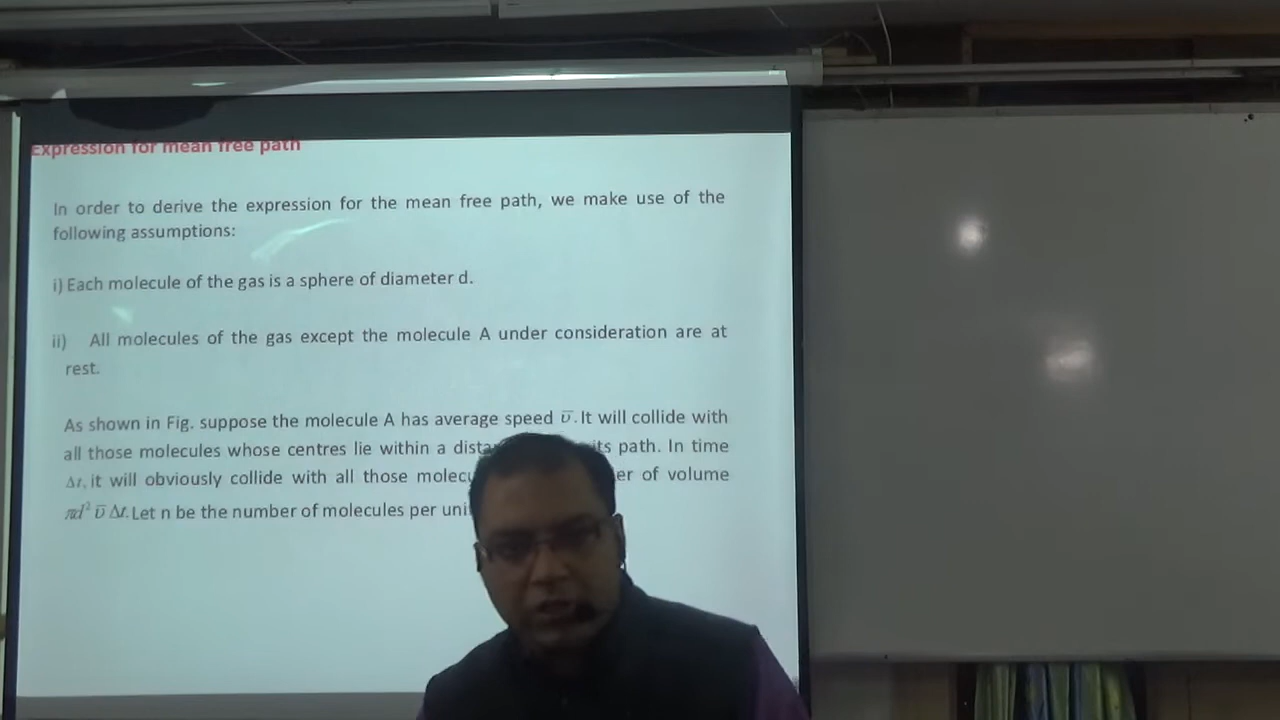 Expression for mean free path
In order to derive the expression for the mean free path, we make use of the
following assumptions:
i) Each molecule of the gas is a sphere of diameter d.
ii) All molecules of the gas except the molecule A under consideration are at
rest.
As shown in Fig. suppose the molecule A has average speed ῡ. It will collide with
all those molecules whose centres lie within a its path. In time
Δt, it will obviously collide with all those of volume
πd² ῡ Δt. Let n be the number of molecules per